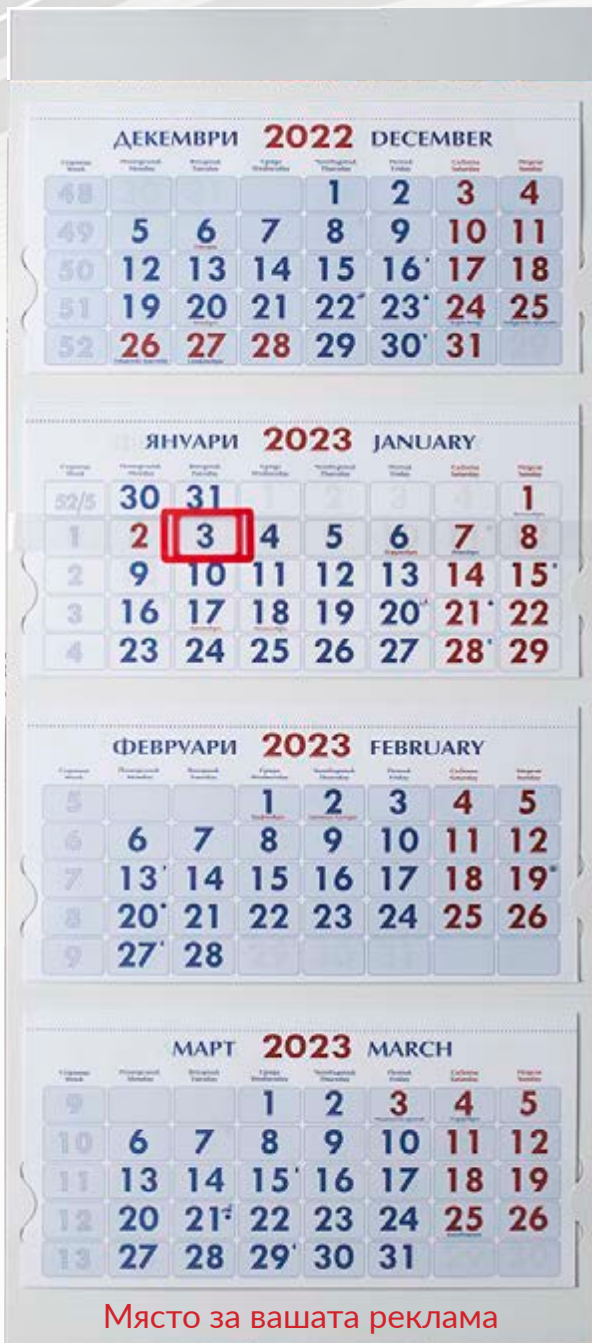 ДЕКЕМВРИ 2022 DECEMBER
48 1 2 3 4
49 5 6 7 8 9 10 11
50 12 13 14 15 16 17 18
51 19 20 21 22 23 24 25
52 26 27 28 29 30 31
ЯНУАРИ 2023 JANUARY
52/5 30 31 1
1 2 3 4 5 6 7 8
2 9 10 11 12 13 14 15
3 16 17 18 19 20 21 22
4 23 24 25 26 27 28 29
ФЕВРУАРИ 2023 FEBRUARY
5 1 2 3 4 5
6 6 7 8 9 10 11 12
7 13 14 15 16 17 18 19
8 20 21 22 23 24 25 26
9 27 28
МАРТ 2023 MARCH
9 1 2 3 4 5
10 6 7 8 9 10 11 12
11 13 14 15 16 17 18 19
12 20 21 22 23 24 25 26
13 27 28 29 30 31
Място за вашата реклама